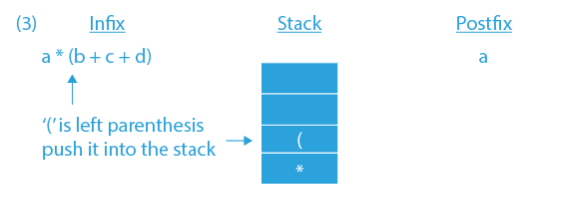 (3) Infix Stack Postfix
a * (b + c + d) a
'(' is left parenthesis
push it into the stack
(
*